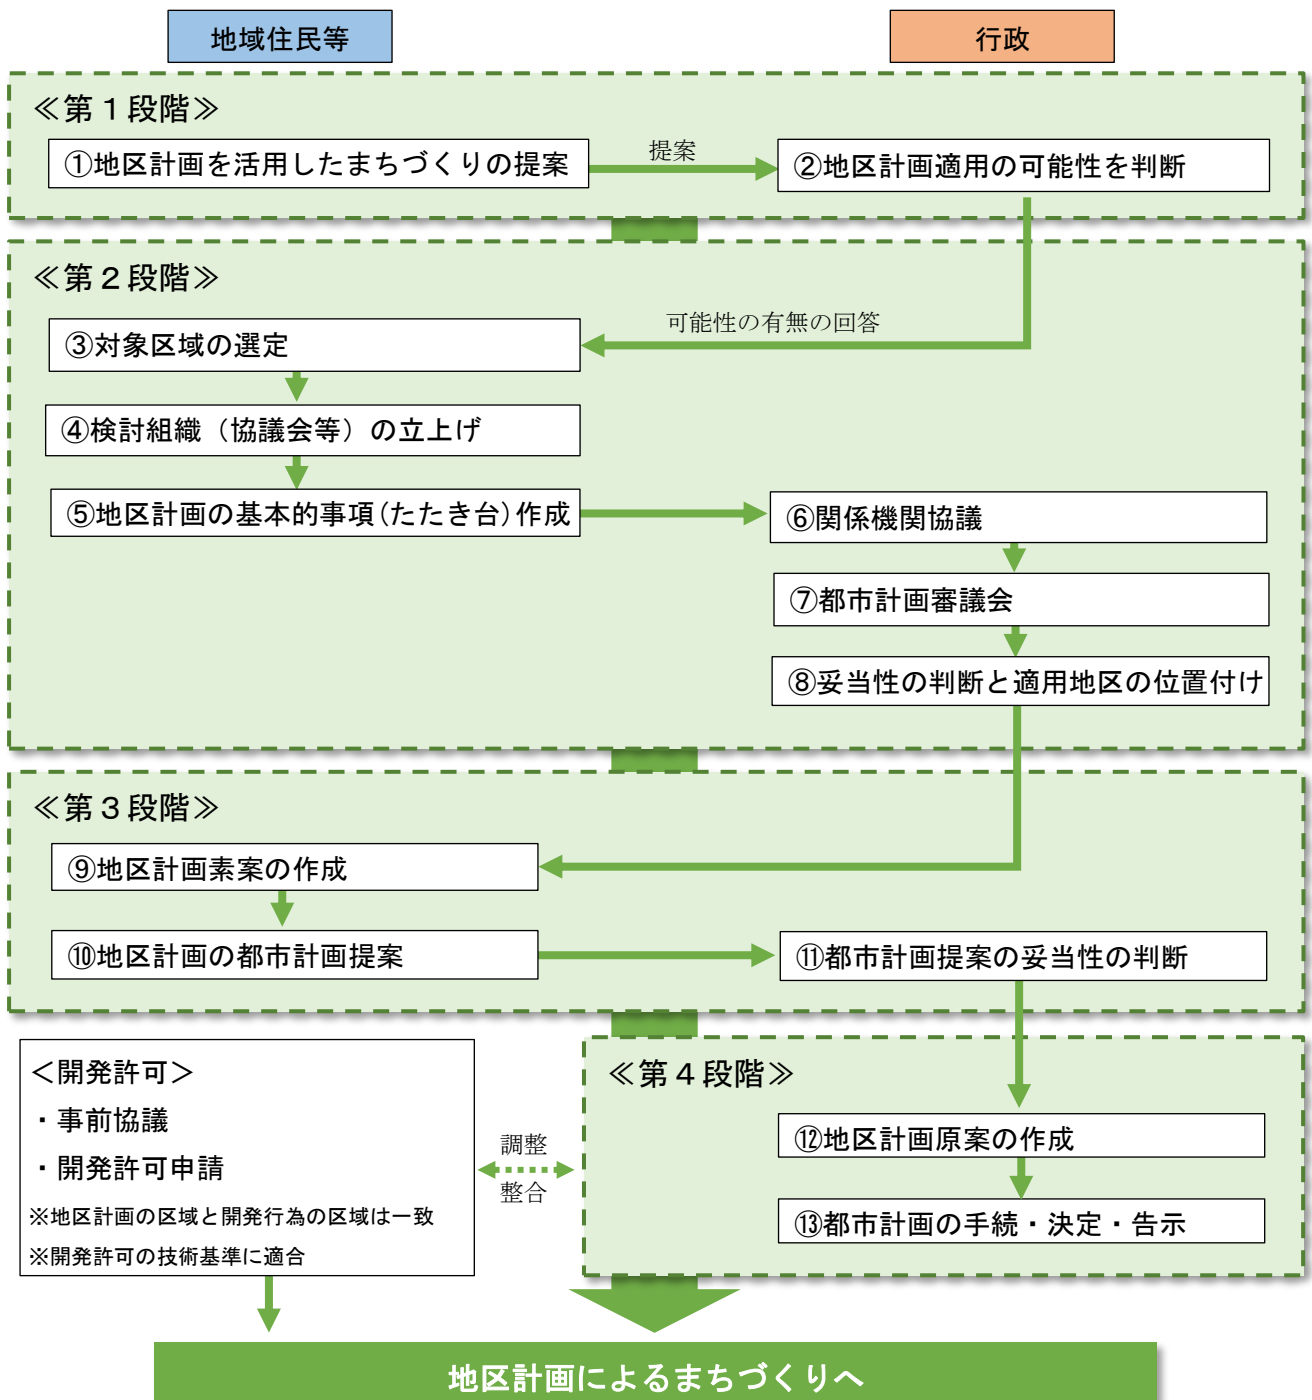 地域住民等
行政
≪第１段階≫
①地区計画を活用したまちづくりの提案
提案
②地区計画適用の可能性を判断
≪第２段階≫
可能性の有無の回答
③対象区域の選定
④検討組織（協議会等）の立上げ
⑤地区計画の基本的事項(たたき台)作成
⑥関係機関協議
⑦都市計画審議会
⑧妥当性の判断と適用地区の位置付け
≪第３段階≫
⑨地区計画素案の作成
⑩地区計画の都市計画提案
⑪都市計画提案の妥当性の判断
＜開発許可＞
・事前協議
・開発許可申請
※地区計画の区域と開発行為の区域は一致
※開発許可の技術基準に適合
調整
整合
≪第４段階≫
⑫地区計画原案の作成
⑬都市計画の手続・決定・告示
地区計画によるまちづくりへ